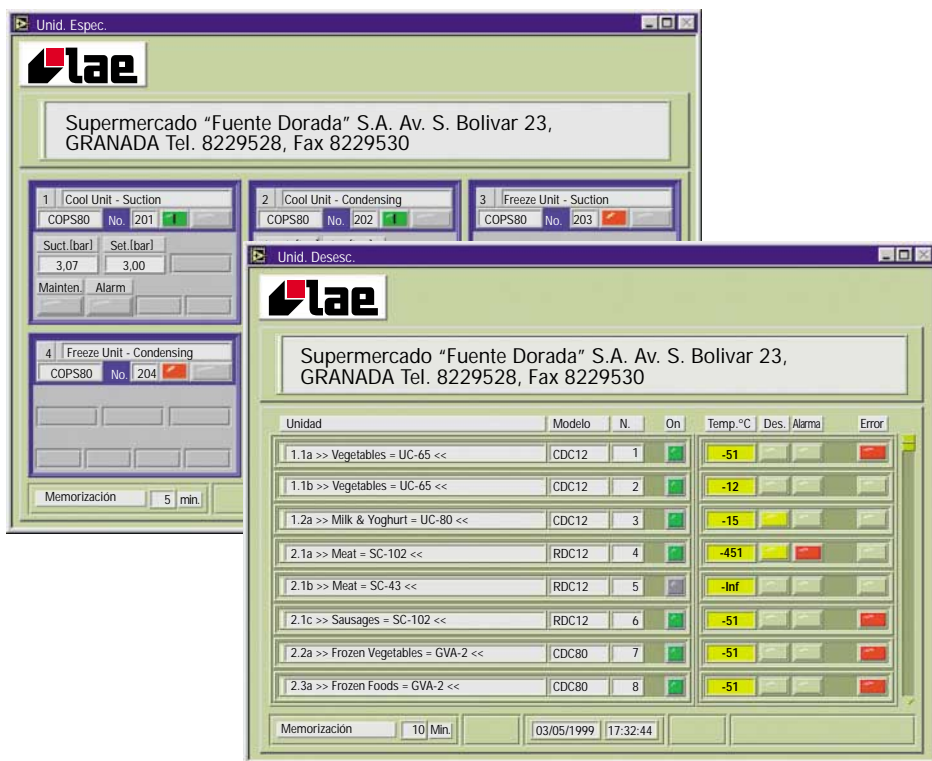 Unid. Espec.
lae
Supermercado “Fuente Dorada” S.A. Av. S. Bolivar 23,
GRANADA Tel. 8229528, Fax 8229530
1 Cool Unit - Suction
COPS80 No. 201
Suct.[bar] Set.[bar]
3,07 3,00
Mainten. Alarm
2 Cool Unit - Condensing
COPS80 No. 202
3 Freeze Unit - Suction
COPS80 No. 203
4 Freeze Unit - Condensing
COPS80 No. 204
Memorización 5 min.
Unid. Desesc.
lae
Supermercado “Fuente Dorada” S.A. Av. S. Bolivar 23,
GRANADA Tel. 8229528, Fax 8229530
Unidad Modelo N. On Temp.°C Des. Alarma Error
1.1a >> Vegetables = UC-65 << CDC12 1 -51
1.1b >> Vegetables = UC-65 << CDC12 2 -12
1.2a >> Milk & Yoghurt = UC-80 << CDC12 3 -15
2.1a >> Meat = SC-102 << RDC12 4 -451
2.1b >> Meat = SC-43 << RDC12 5 -Inf
2.1c >> Sausages = SC-102 << RDC12 6 -51
2.2a >> Frozen Vegetables = GVA-2 << CDC80 7 -51
2.3a >> Frozen Foods = GVA-2 << CDC80 8 -51
Memorización 10 Min. 03/05/1999 17:32:44